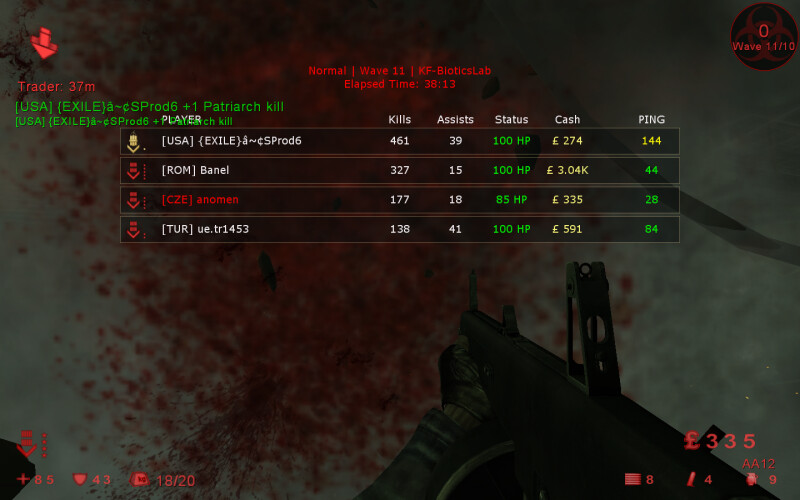 0
Wave 11/10
Normal | Wave 11 | KF-BioticsLab
Elapsed Time: 38:13
Trader: 37m
[USA] {EXILE}â~¢SProd6 +1 Patriarch kill
[USA] {EXILE}â~¢SProd6 +1 Patriarch kill
PLAYER Kills Assists Status Cash PING
[USA] {EXILE}â~¢SProd6 461 39 100 HP £ 274 144
[ROM] Banel 327 15 100 HP £ 3.04K 44
[CZE] anomen 177 18 85 HP £ 335 28
[TUR] ue.tr1453 138 41 100 HP £ 591 84
£335
AA12
85 43 18/20 8 4 9